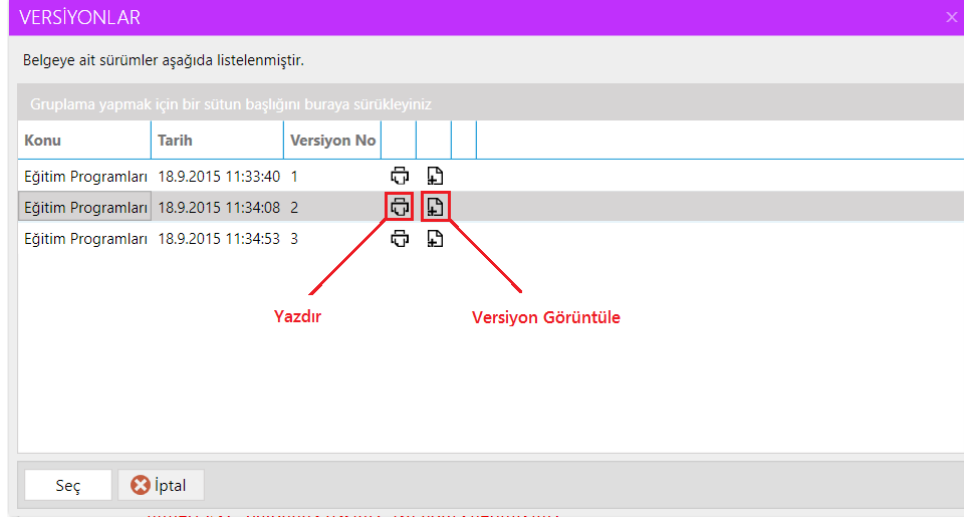 VERSİYONLAR
Belgeye ait sürümler aşağıda listelenmiştir.
Gruplama yapmak için bir sütun başlığını buraya sürükleyiniz
Konu Tarih Versiyon No
Eğitim Programları 18.9.2015 11:33:40 1
Eğitim Programları 18.9.2015 11:34:08 2
Eğitim Programları 18.9.2015 11:34:53 3
Yazdır Versiyon Görüntüle
Seç İptal